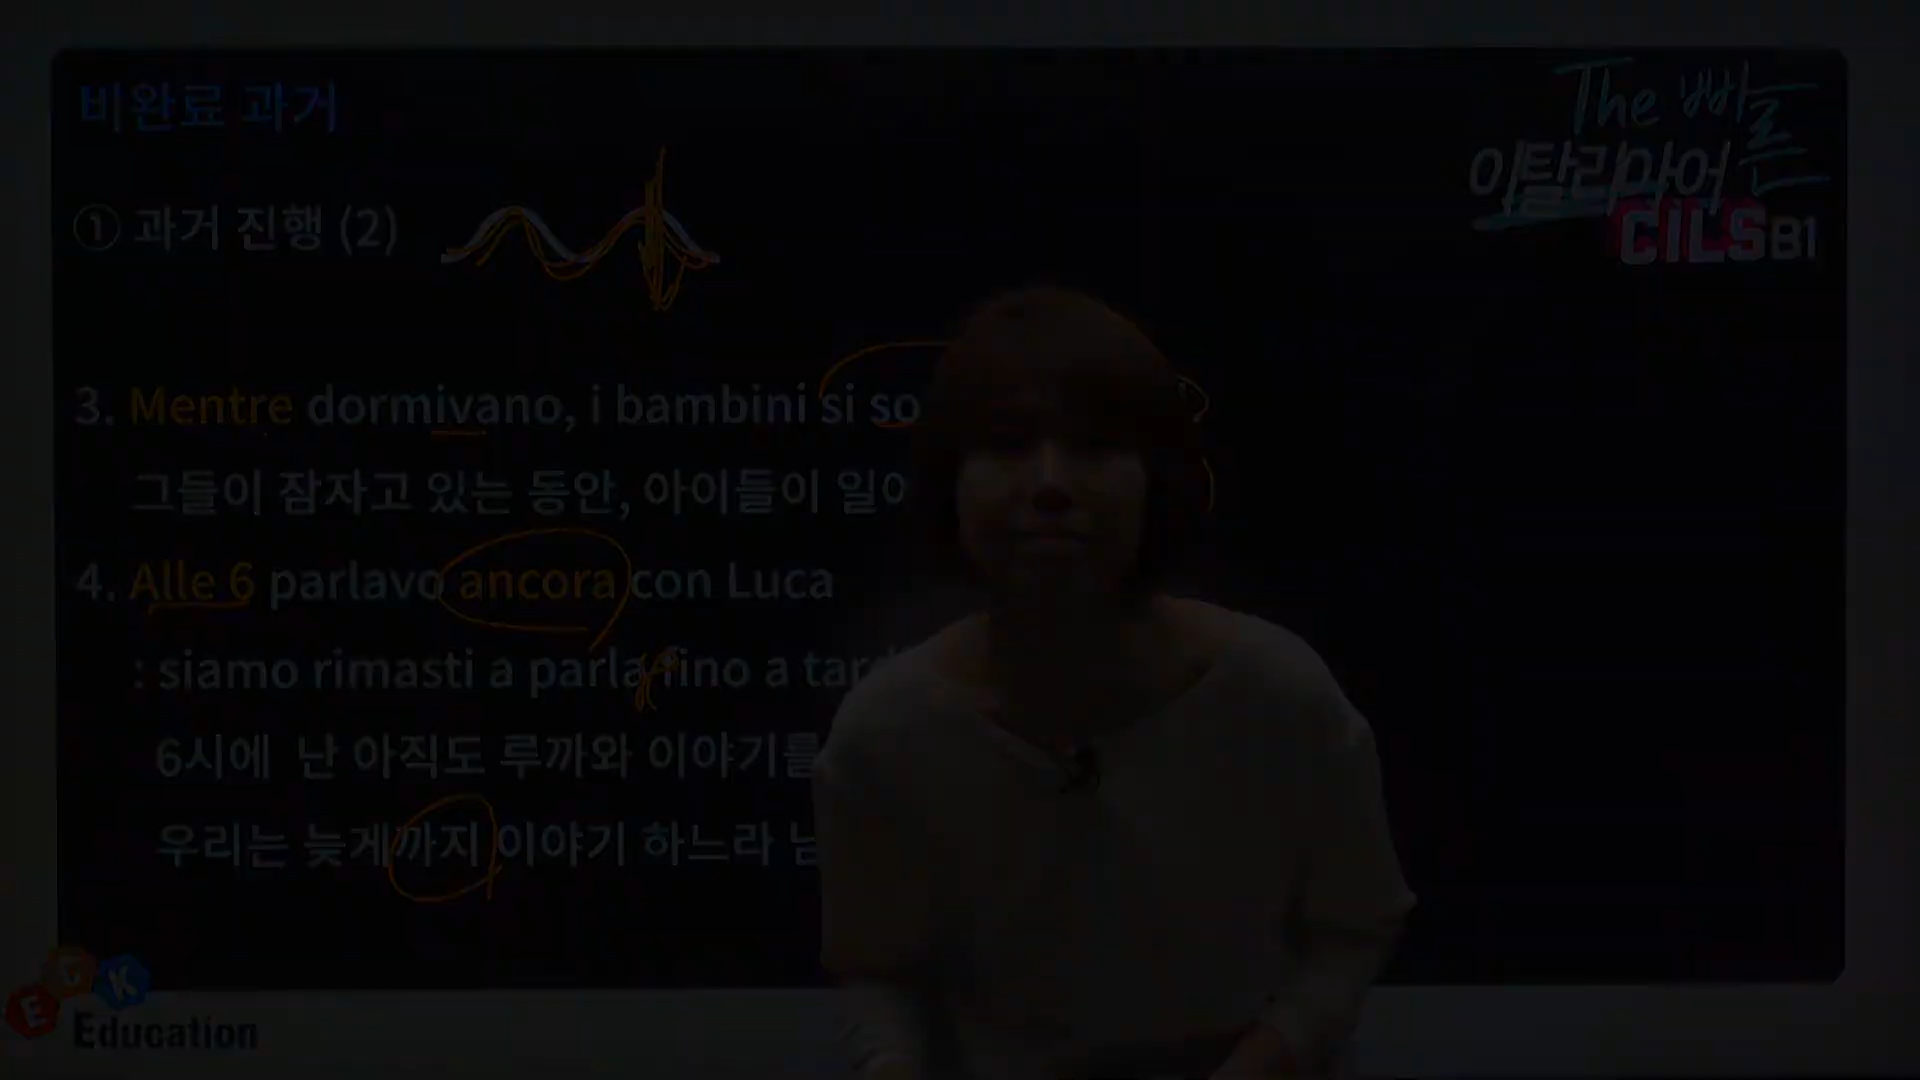 비완료 과거
The 빠른
이탈리아어
CILS B1
① 과거 진행 (2)
3. Mentre dormivano, i bambini si so
그들이 잠자고 있는 동안, 아이들이 일어
4. Alle 6 parlavo ancora con Luca
: siamo rimasti a parla fino a tard
6시에 난 아직도 루까와 이야기를
우리는 늦게까지 이야기 하느라
EGK
Education